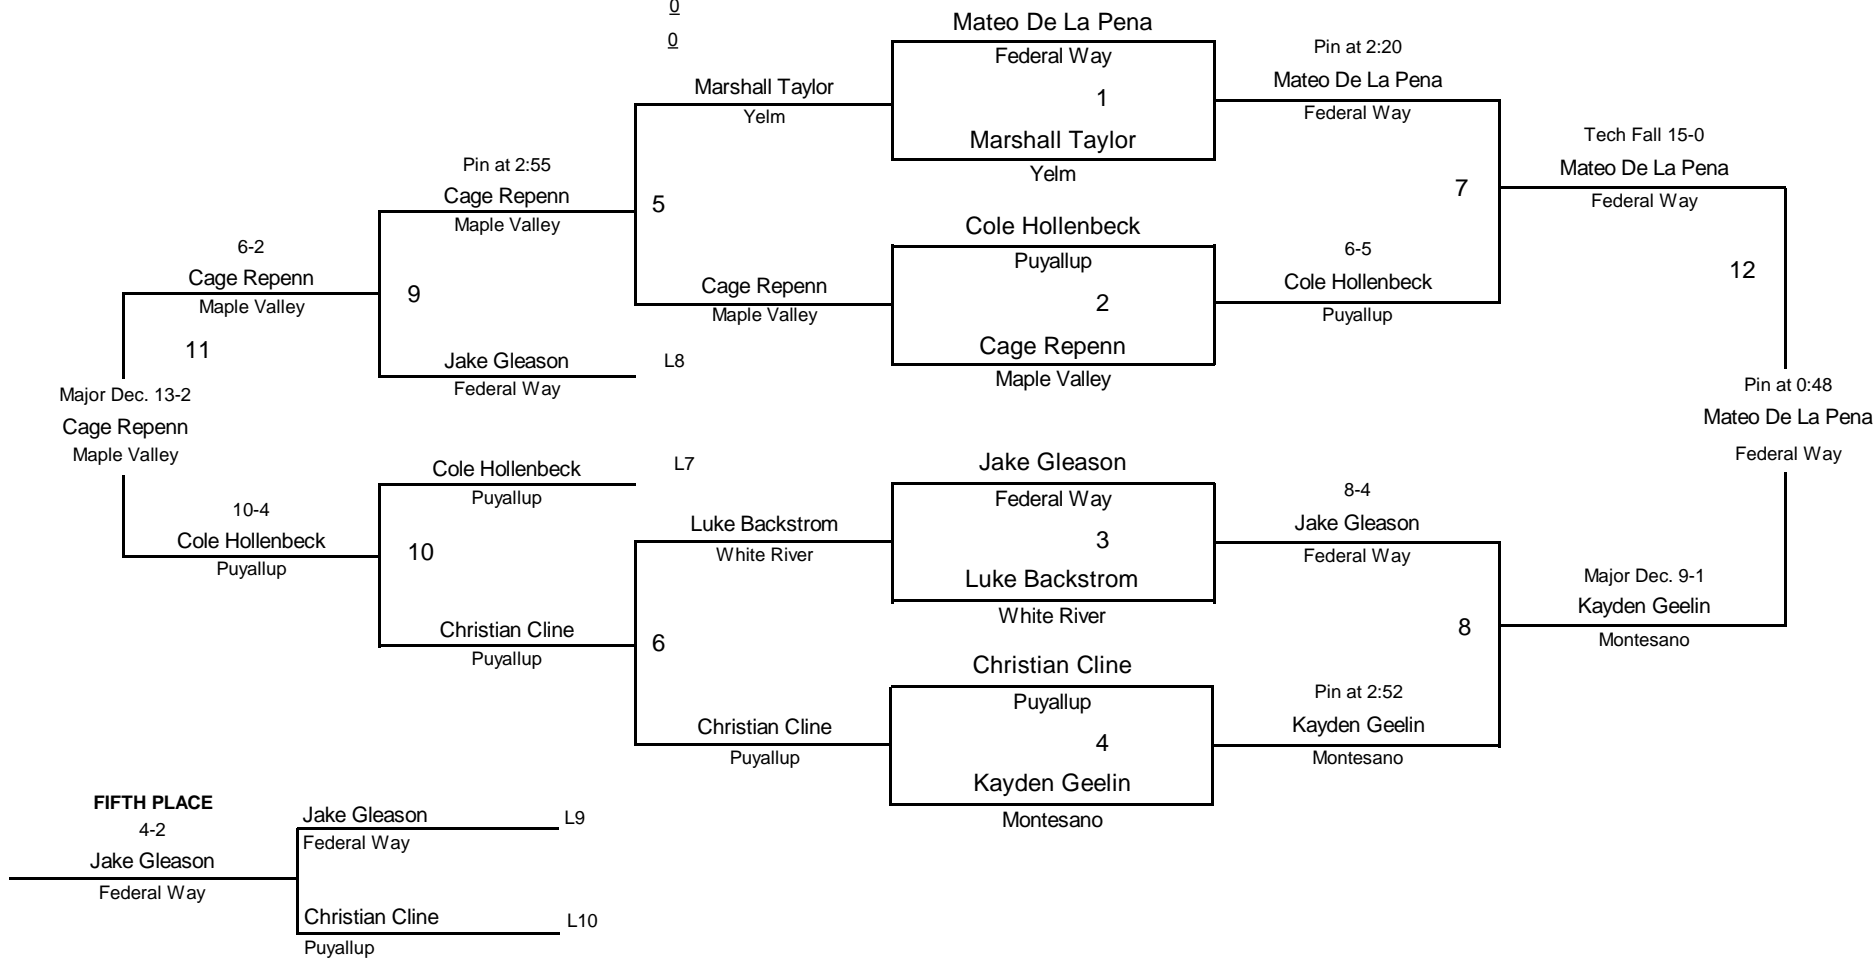 0
0
Mateo De La Pena
Federal Way
1
Marshall Taylor
Yelm
Pin at 2:20
Mateo De La Pena
Federal Way
Marshall Taylor
Yelm
Tech Fall 15-0
Mateo De La Pena
Federal Way
7
Pin at 2:55
Cage Repenn
Maple Valley
5
Cole Hollenbeck
Puyallup
2
Cage Repenn
Maple Valley
6-5
Cole Hollenbeck
Puyallup
12
6-2
Cage Repenn
Maple Valley
9
Cage Repenn
Maple Valley
11
Jake Gleason
Federal Way
L8
Major Dec. 13-2
Cage Repenn
Maple Valley
Pin at 0:48
Mateo De La Pena
Federal Way
Cole Hollenbeck
Puyallup
L7
Jake Gleason
Federal Way
3
Luke Backstrom
White River
8-4
Jake Gleason
Federal Way
10-4
Cole Hollenbeck
Puyallup
10
Luke Backstrom
White River
Major Dec. 9-1
Kayden Geelin
Montesano
8
Christian Cline
Puyallup
6
Christian Cline
Puyallup
4
Kayden Geelin
Montesano
Pin at 2:52
Kayden Geelin
Montesano
Christian Cline
Puyallup
FIFTH PLACE
4-2
Jake Gleason
Federal Way
Jake Gleason
Federal Way
L9
Christian Cline
Puyallup
L10